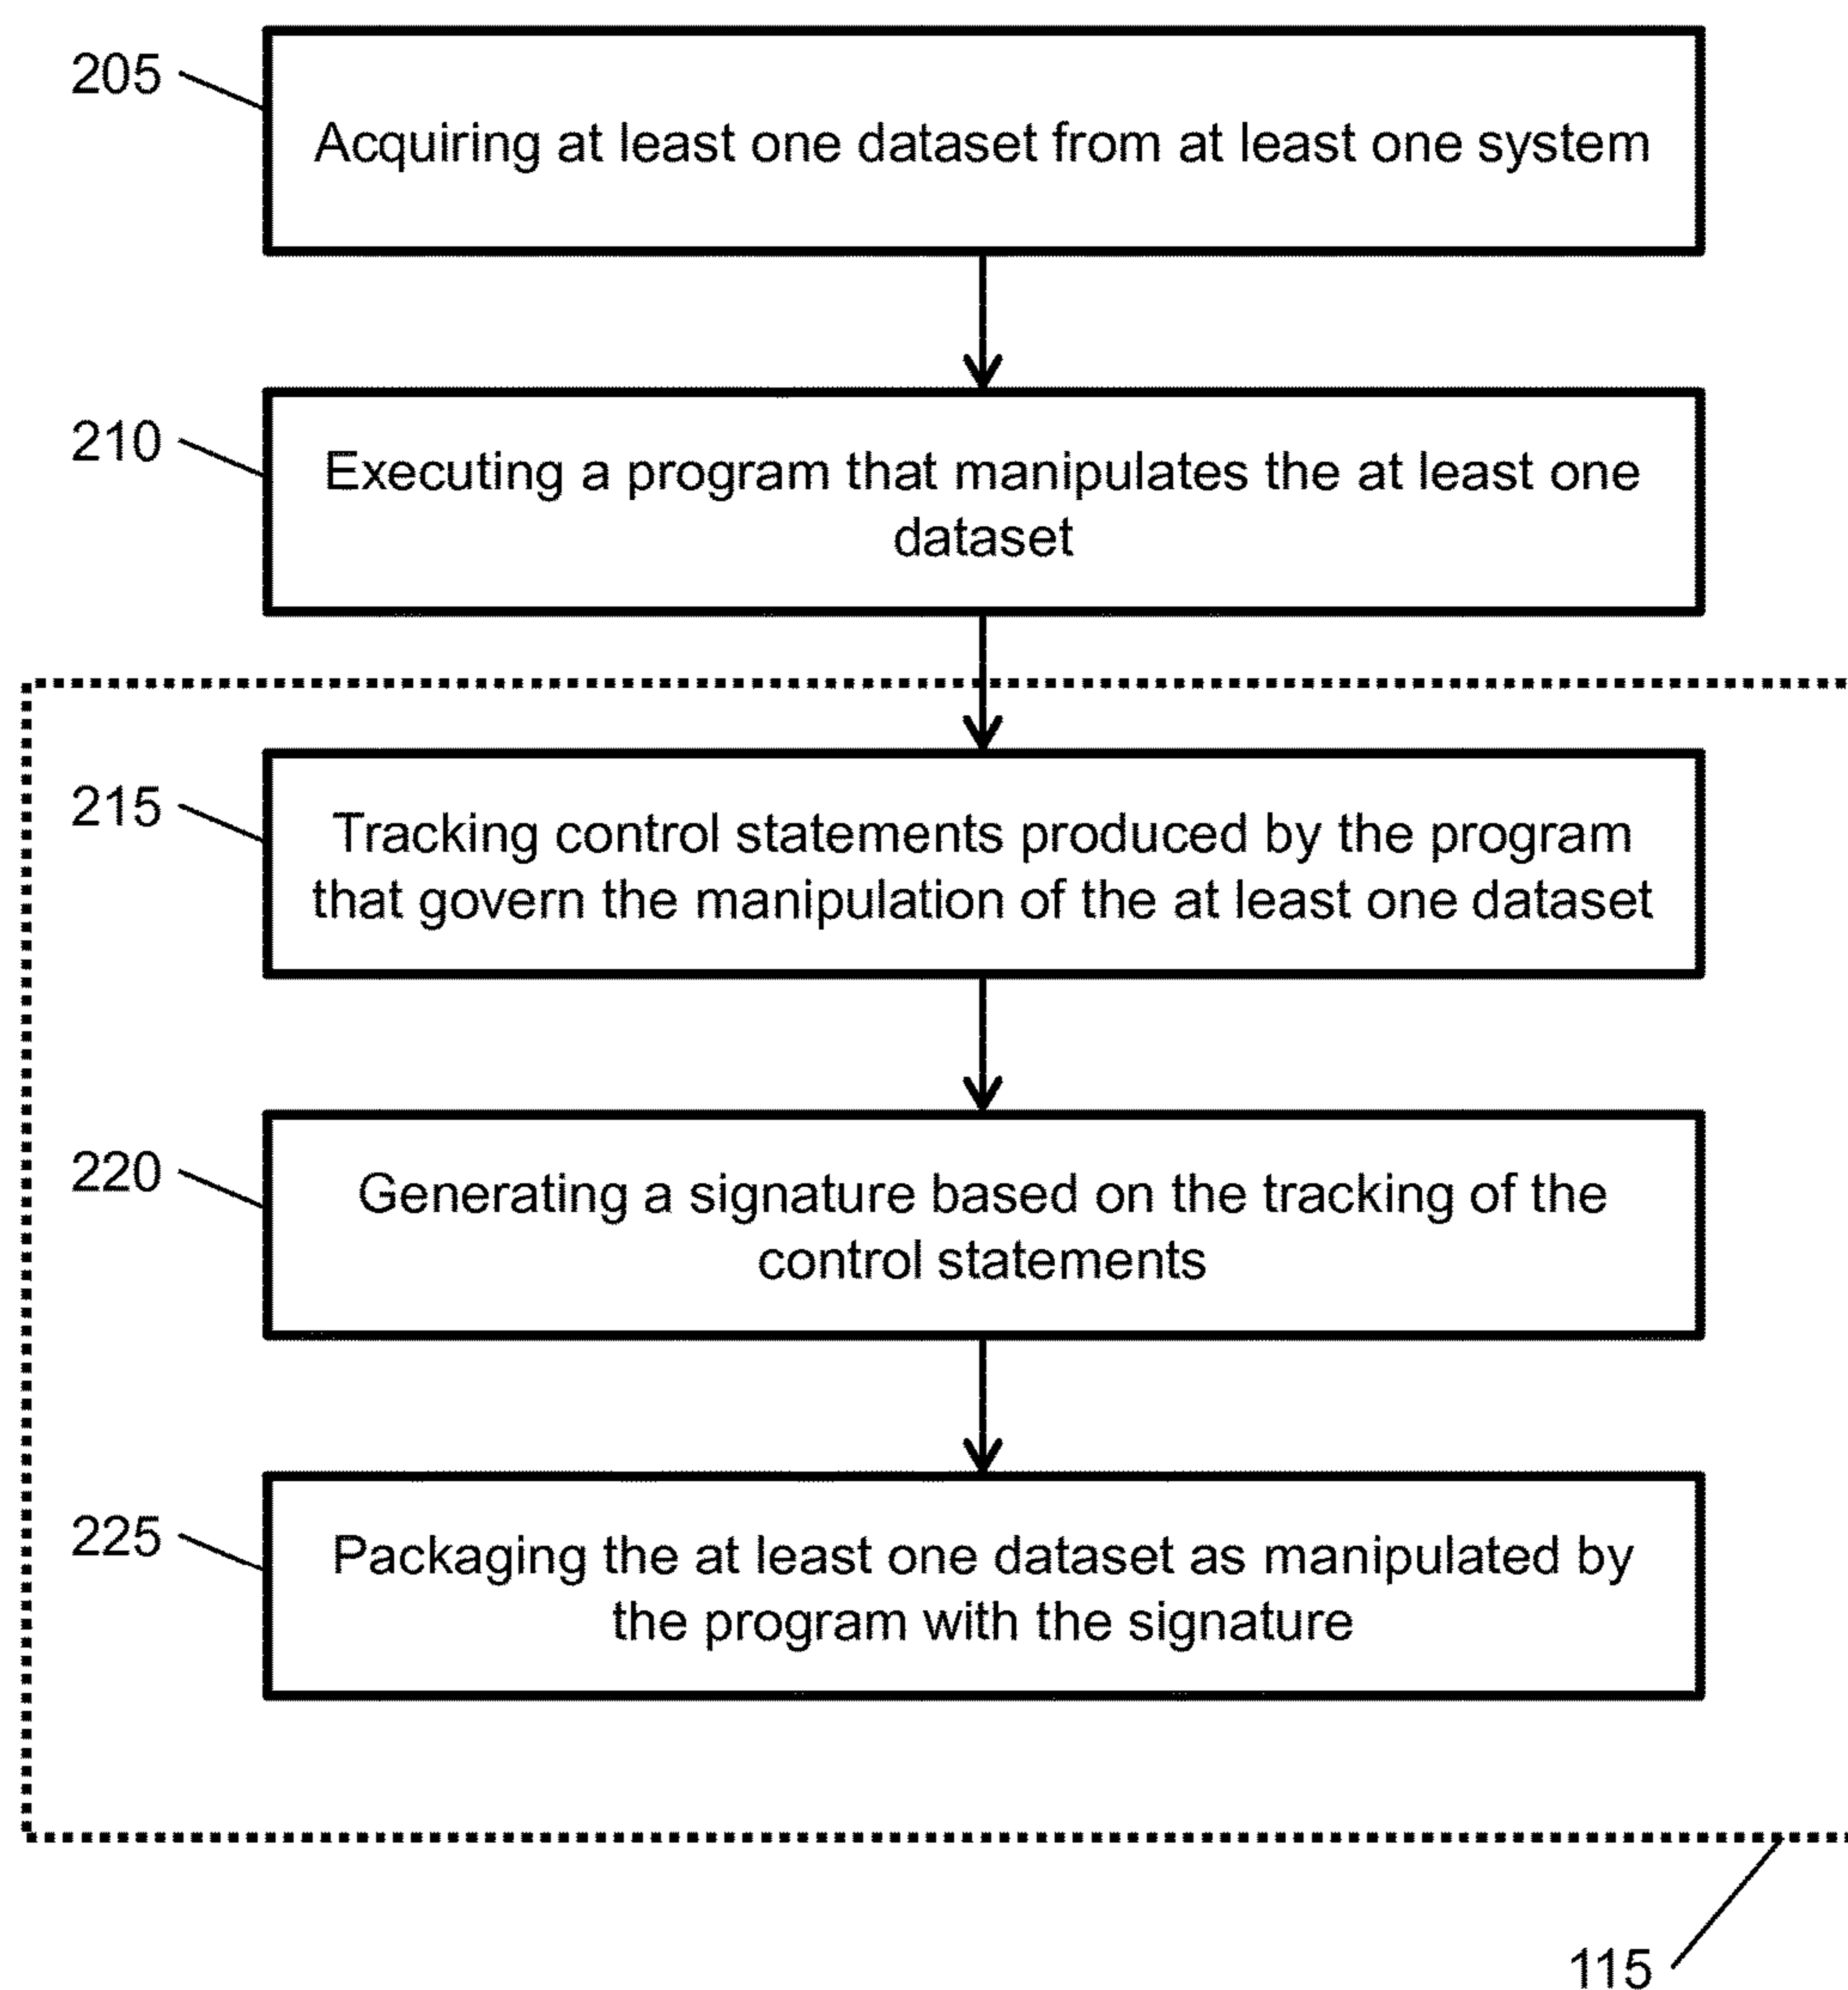 205
Acquiring at least one dataset from at least one system
210
Executing a program that manipulates the at least one
dataset
215
Tracking control statements produced by the program
that govern the manipulation of the at least one dataset
220
Generating a signature based on the tracking of the
control statements
225
Packaging the at least one dataset as manipulated by
the program with the signature
115